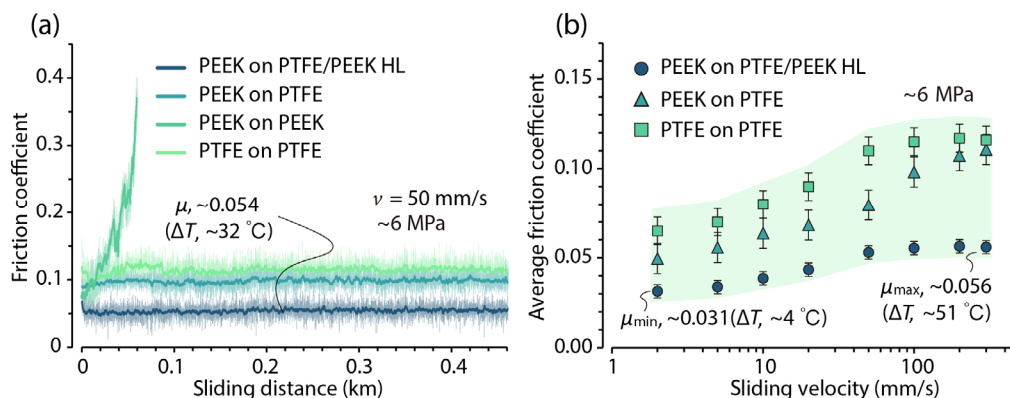 (a)
Friction coefficient
0.4
0.3
0.2
0.1
0
PEEK on PTFE/PEEK HL
PEEK on PTFE
PEEK on PEEK
PTFE on PTFE
μ, ~0.054
(ΔT, ~32 °C)
v = 50 mm/s
~6 MPa
0 0.1 0.2 0.3 0.4
Sliding distance (km)
(b)
Average friction coefficient
0.15
0.10
0.05
0.00
PEEK on PTFE/PEEK HL
PEEK on PTFE
PTFE on PTFE
~6 MPa
μmin, ~0.031(ΔT, ~4 °C)
μmax, ~0.056
(ΔT, ~51 °C)
1 10 100
Sliding velocity (mm/s)